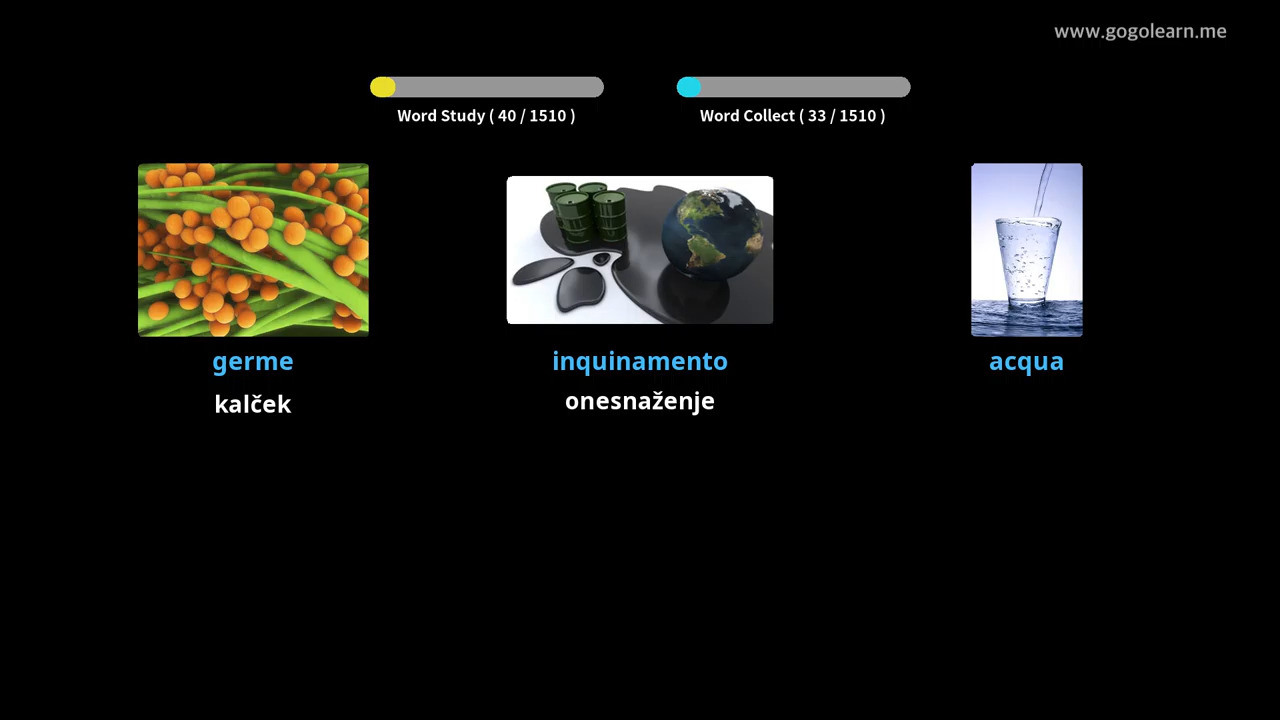 www.gogolearn.me
Word Study ( 40 / 1510 )
Word Collect ( 33 / 1510 )
germe
inquinamento
acqua
kalček
onesnaženje